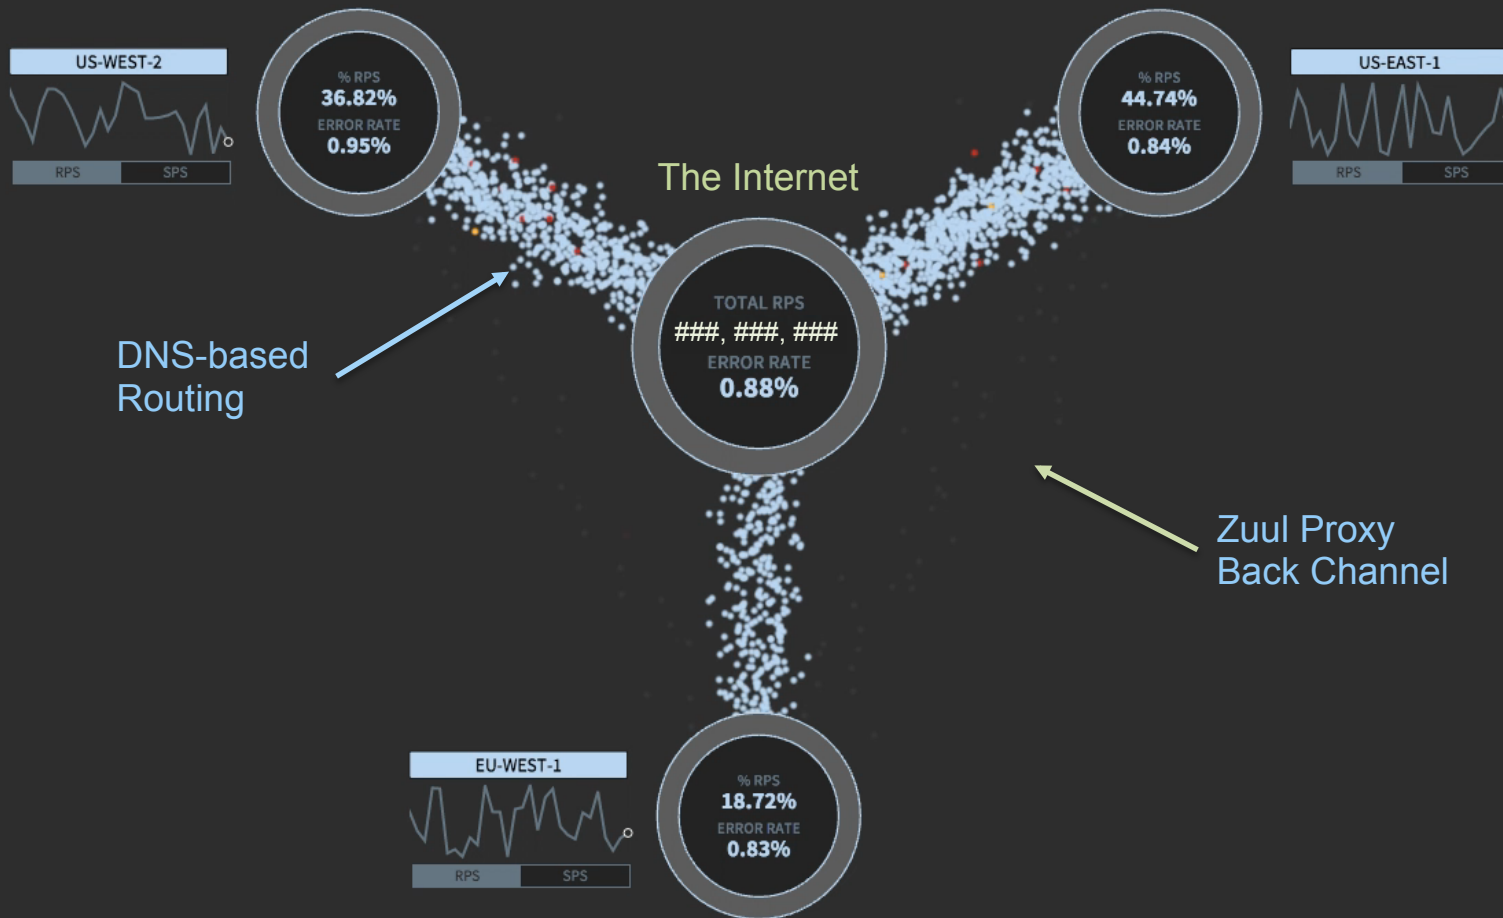 US-WEST-2
RPS SPS
% RPS
36.82%
ERROR RATE
0.95%
The Internet
% RPS
44.74%
ERROR RATE
0.84%
US-EAST-1
RPS SPS
TOTAL RPS
###, ###, ###
ERROR RATE
0.88%
DNS-based
Routing
Zuul Proxy
Back Channel
EU-WEST-1
RPS SPS
% RPS
18.72%
ERROR RATE
0.83%